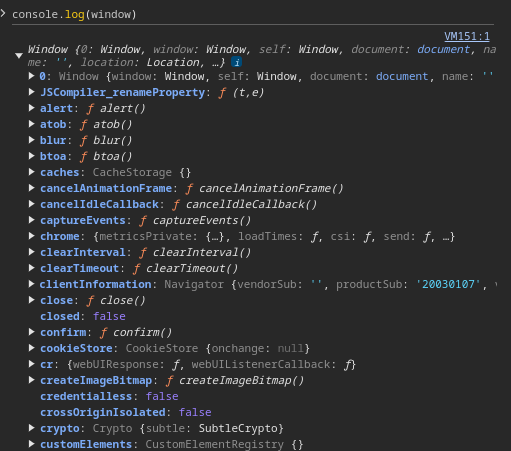 console.log(window)
VM151:1
Window {0: Window, window: Window, self: Window, document: document, na
me: '', location: Location, …} i
0: Window {window: Window, self: Window, document: document, name: ''
JSCompiler_renameProperty: ƒ (t,e)
alert: ƒ alert()
atob: ƒ atob()
blur: ƒ blur()
btoa: ƒ btoa()
caches: CacheStorage {}
cancelAnimationFrame: ƒ cancelAnimationFrame()
cancelIdleCallback: ƒ cancelIdleCallback()
captureEvents: ƒ captureEvents()
chrome: {metricsPrivate: {…}, loadTimes: ƒ, csi: ƒ, send: ƒ, …}
clearInterval: ƒ clearInterval()
clearTimeout: ƒ clearTimeout()
clientInformation: Navigator {vendorSub: '', productSub: '20030107',
close: ƒ close()
closed: false
confirm: ƒ confirm()
cookieStore: CookieStore {onchange: null}
cr: {webUIResponse: ƒ, webUIListenerCallback: ƒ}
createImageBitmap: ƒ createImageBitmap()
credentialless: false
crossOriginIsolated: false
crypto: Crypto {subtle: SubtleCrypto}
customElements: CustomElementRegistry {}